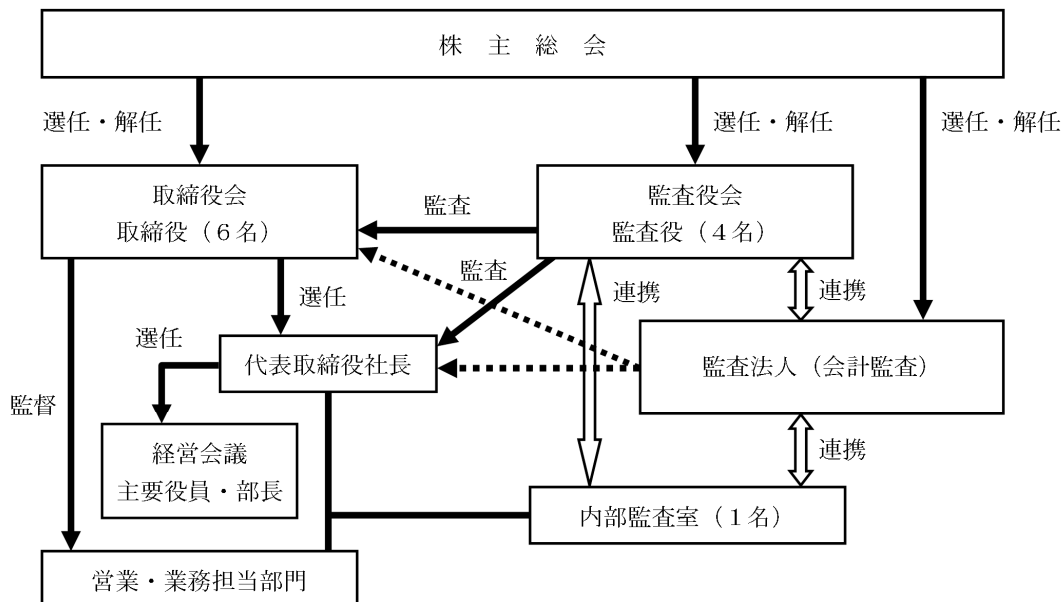 株　主　総　会
選任・解任
選任・解任
選任・解任
取締役会
取締役（６名）
監査
監査役会
監査役（４名）
監査
選任
連携
連携
選任
代表取締役社長
監査法人（会計監査）
監督
経営会議
主要役員・部長
連携
内部監査室（１名）
営業・業務担当部門